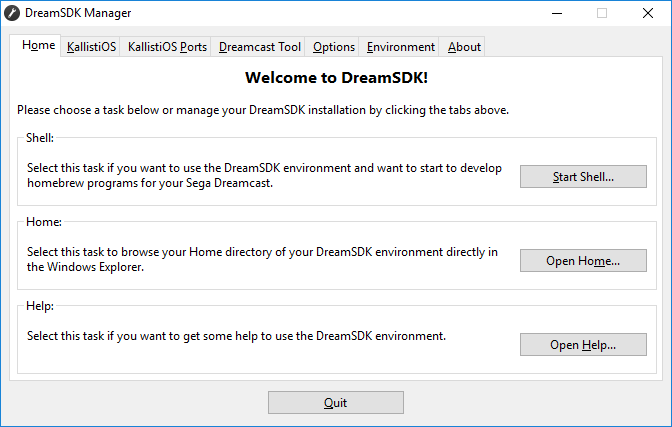 DreamSDK Manager
Home KallistiOS KallistiOS Ports Dreamcast Tool Options Environment About
Welcome to DreamSDK!
Please choose a task below or manage your DreamSDK installation by clicking the tabs above.
Shell:
Select this task if you want to use the DreamSDK environment and want to start to develop
homebrew programs for your Sega Dreamcast.
Start Shell...
Home:
Select this task to browse your Home directory of your DreamSDK environment directly in
the Windows Explorer.
Open Home...
Help:
Select this task if you want to get some help to use the DreamSDK environment.
Open Help...
Quit